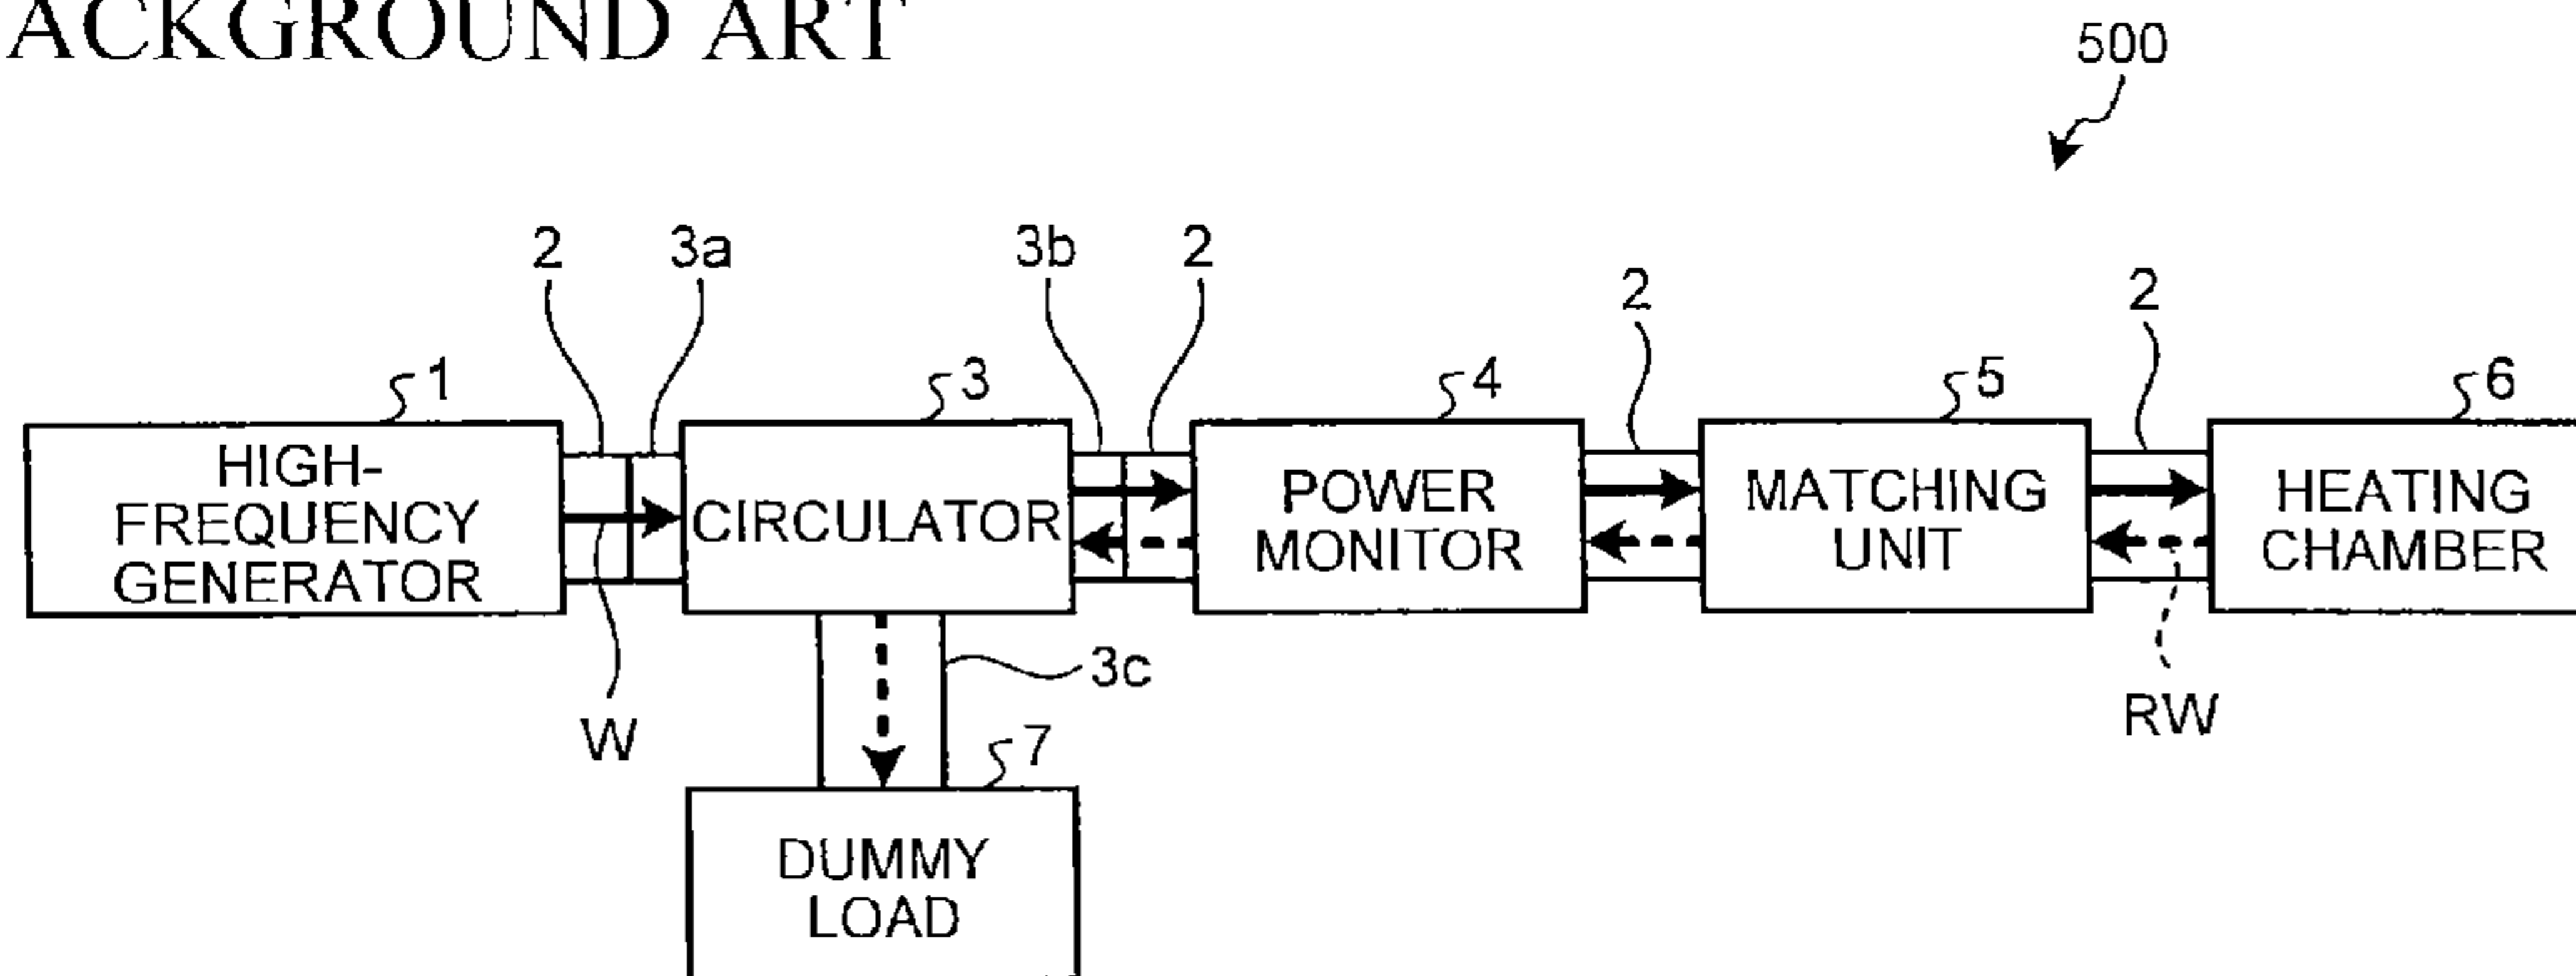 ACKGROUND ART
500
2
3a
3b
2
2
2
1
3
4
5
6
HIGH-
FREQUENCY
GENERATOR
CIRCULATOR
POWER
MONITOR
MATCHING
UNIT
HEATING
CHAMBER
W
3c
RW
7
DUMMY
LOAD